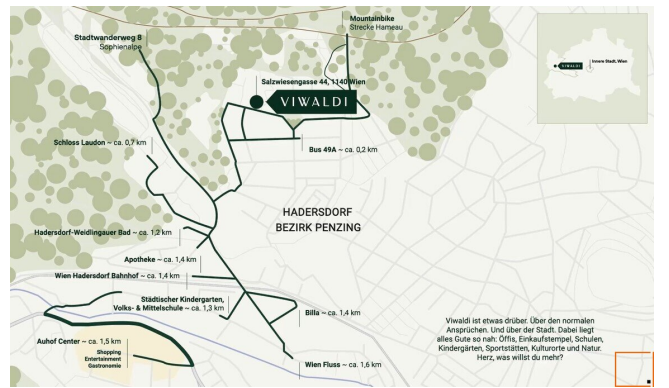 Mountainbike
Strecke Hameau
Stadtwanderweg 8
Sophienalpe
Innere Stadt, Wien
VIWALDI
Salzwiesengasse 44, 1140 Wien
VIWALDI
Schloss Laudon ~ ca. 0,7 km
Bus 49A ~ ca. 0,2 km
HADERSDORF
BEZIRK PENZING
Hadersdorf-Weidlingauer Bad ~ ca. 1,2 km
Apotheke ~ ca. 1,4 km
Wien Hadersdorf Bahnhof ~ ca. 1,4 km
Städtischer Kindergarten,
Volks- & Mittelschule ~ ca. 1,3 km
Billa ~ ca. 1,4 km
Auhof Center ~ ca. 1,5 km
Shopping
Entertainment
Gastronomie
Wien Fluss ~ ca. 1,6 km
Viwaldi ist etwas drüber. Über den normalen
Ansprüchen. Und über der Stadt. Dabei liegt
alles Gute so nah: Öffis, Einkaufstempel, Schulen,
Kindergärten, Sportstätten, Kulturorte und Natur.
Herz, was willst du mehr?